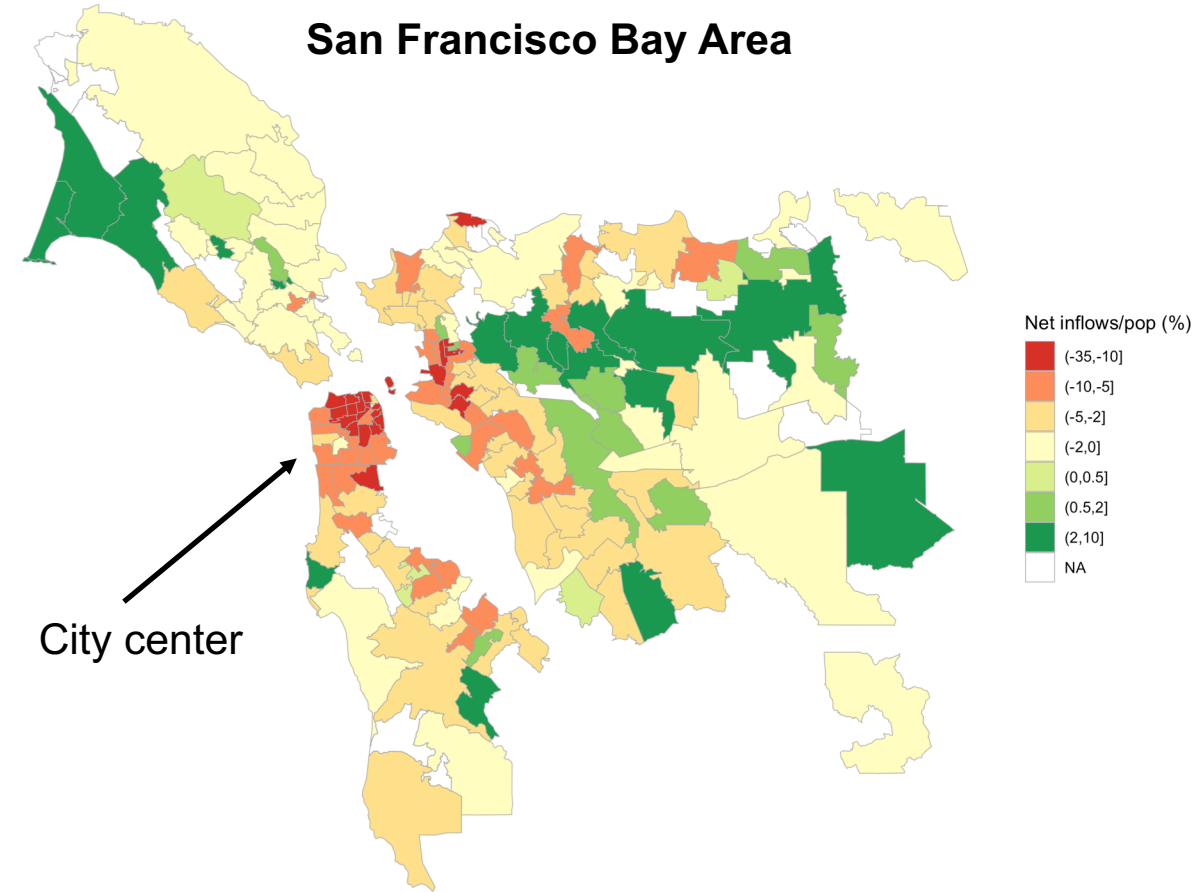 San Francisco Bay Area
Net inflows/pop (%)
(-35,-10]
(-10,-5]
(-5,-2]
(-2,0]
(0,0.5]
(0.5,2]
(2,10]
NA
City center